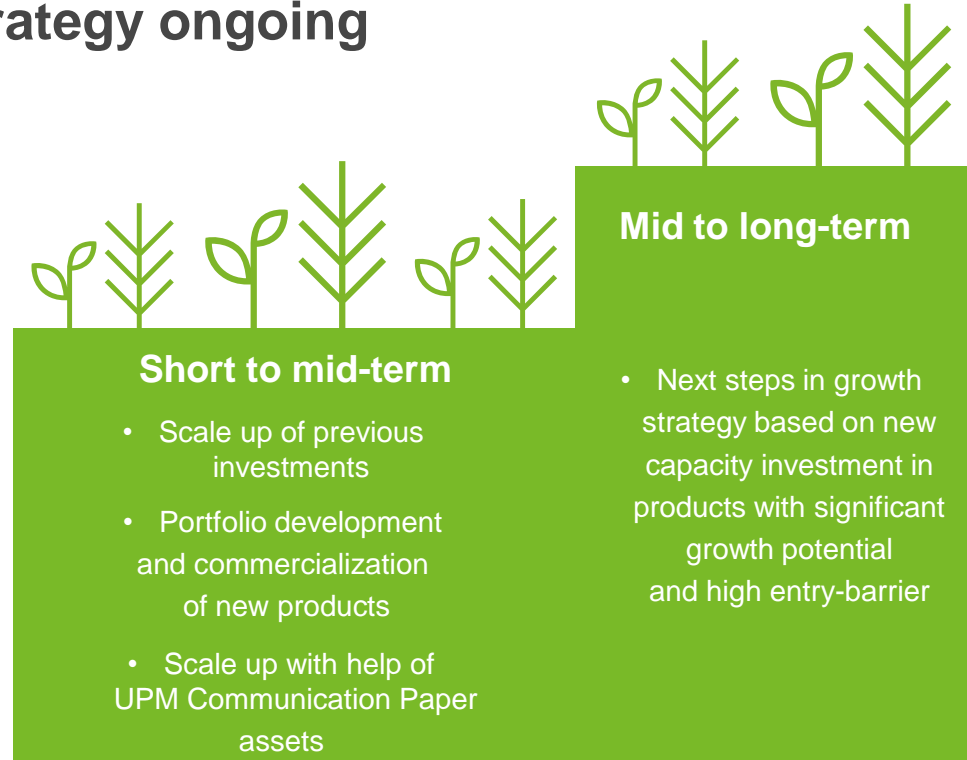 rategy ongoing
Mid to long-term
Short to mid-term
• Scale up of previous
investments
• Portfolio development
and commercialization
of new products
• Scale up with help of
UPM Communication Paper
assets
• Next steps in growth
strategy based on new
capacity investment in
products with significant
growth potential
and high entry-barrier